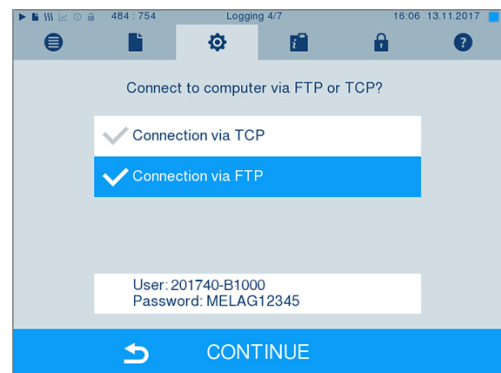 484 : 754 Logging 4/7 16:06 13.11.2017
Connect to computer via FTP or TCP?
Connection via TCP
Connection via FTP
User: 201740-B1000
Password: MELAG12345
CONTINUE